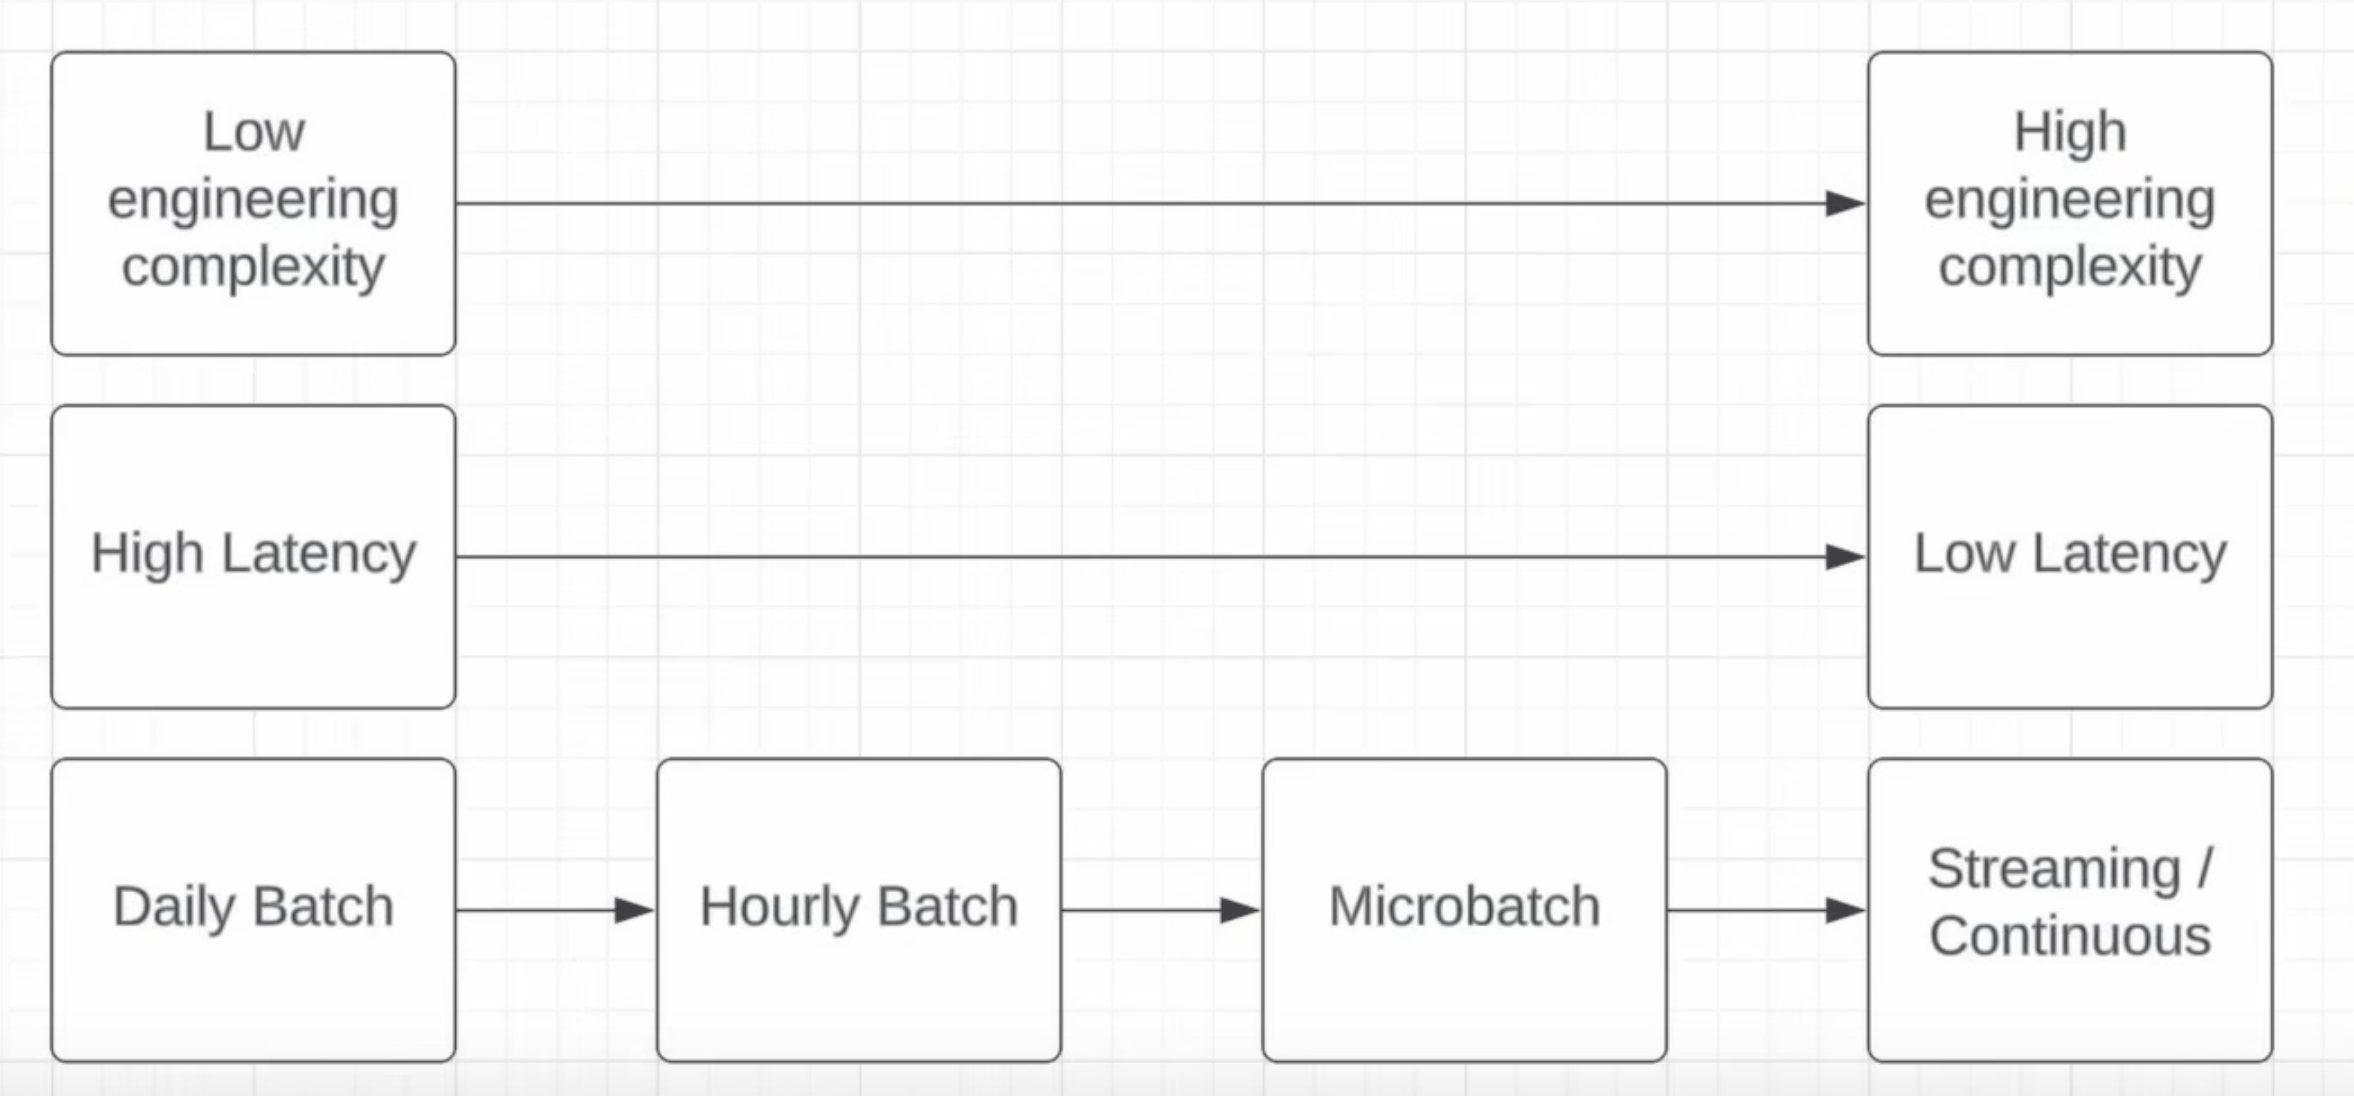 Low
engineering
complexity
High
engineering
complexity
High Latency
Low Latency
Daily Batch
Hourly Batch
Microbatch
Streaming /
Continuous